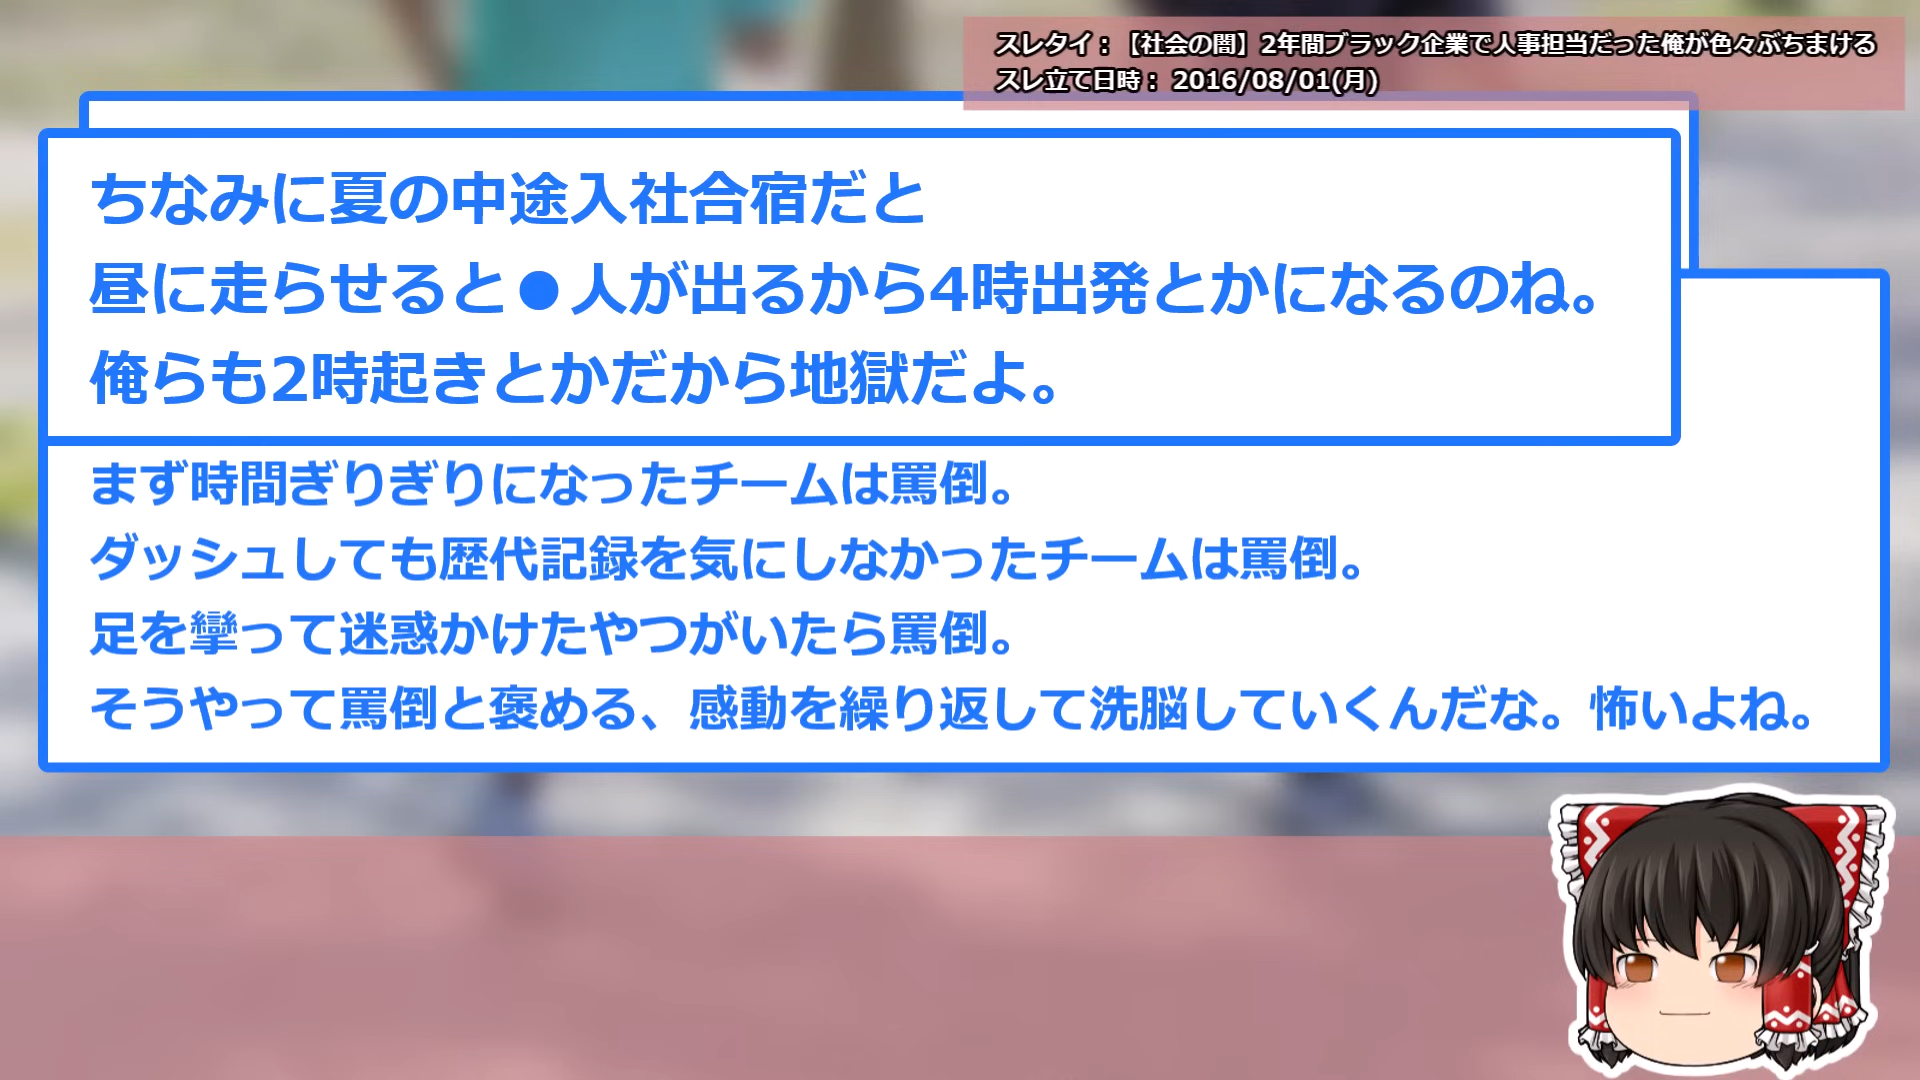 スレタイ：【社会の闇】2年間ブラック企業で人事担当だった俺が色々ぶちまける
スレ立て日時： 2016/08/01(月)
ちなみに夏の中途入社合宿だと
昼に走らせると●人が出るから4時出発とかになるのね。
俺らも2時起きとかだから地獄だよ。
まず時間ぎりぎりになったチームは罵倒。
ダッシュしても歴代記録を気にしなかったチームは罵倒。
足を攣って迷惑かけたやつがいたら罵倒。
そうやって罵倒と褒める、感動を繰り返して洗脳していくんだな。怖いよね。